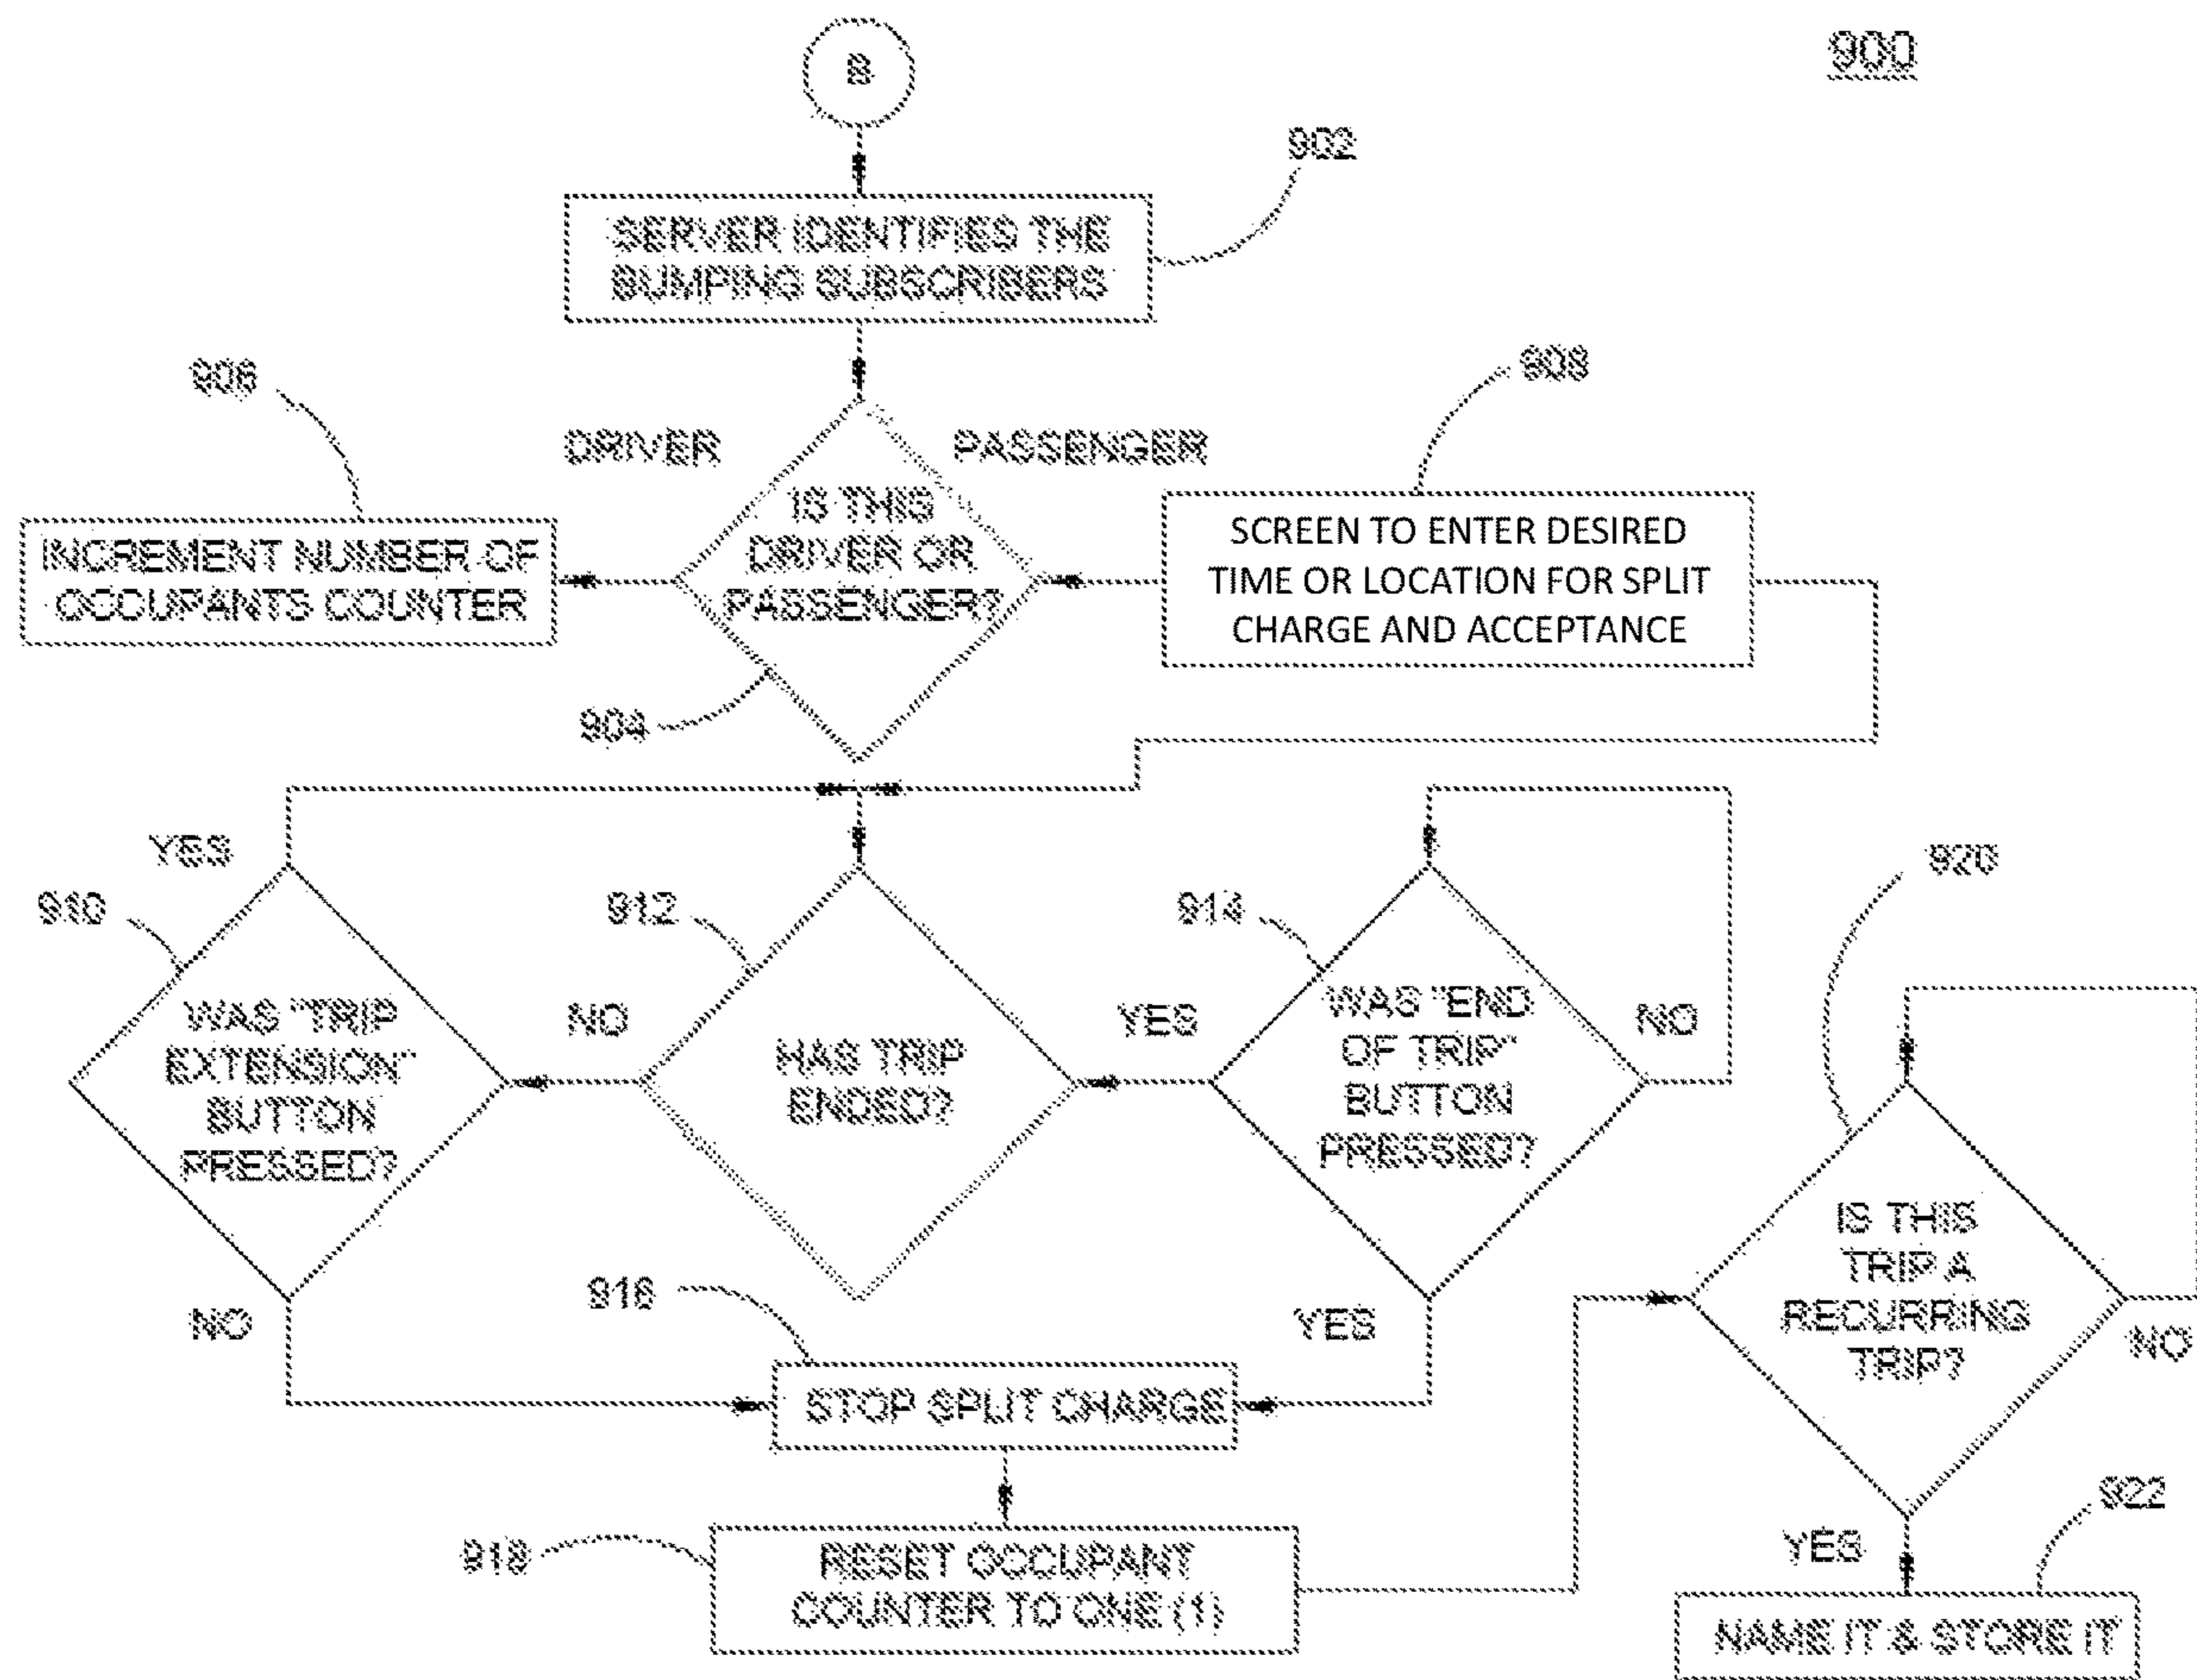 900
B
902
SERVER IDENTIFIES THE
BUMPING SUBSCRIBERS
906
908
DRIVER
PASSENGER
IS THIS
DRIVER OR
PASSENGER?
INCREMENT NUMBER OF
OCCUPANTS COUNTER
SCREEN TO ENTER DESIRED
TIME OR LOCATION FOR SPLIT
CHARGE AND ACCEPTANCE
904
YES
910
912
914
920
WAS "TRIP
EXTENSION"
BUTTON
PRESSED?
NO
HAS TRIP
ENDED?
YES
WAS "END
OF TRIP"
BUTTON
PRESSED?
NO
IS THIS
TRIP A
RECURRING
TRIP?
NO
NO
916
YES
STOP SPLIT CHARGE
918
RESET OCCUPANT
COUNTER TO ONE (1)
YES
922
NAME IT & STORE IT